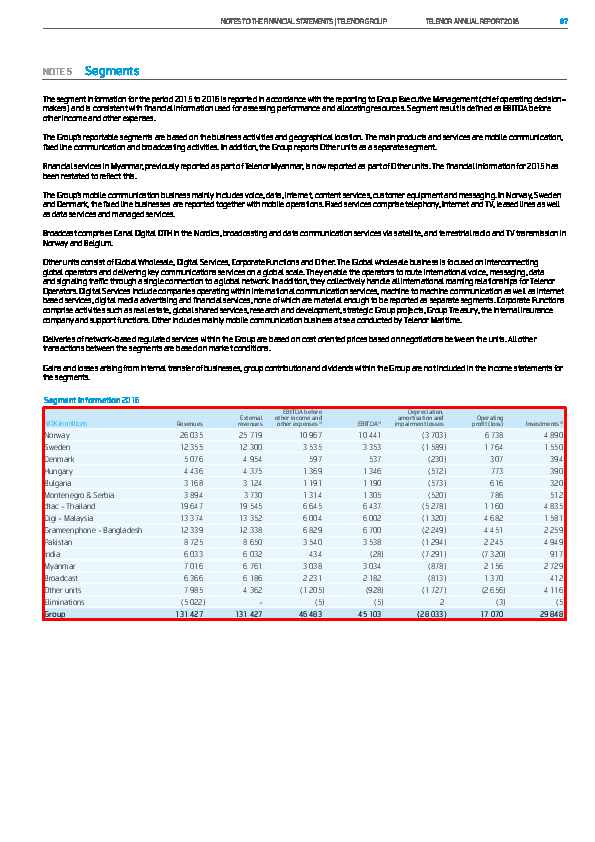 NOTES TO THE FINANCIAL STATEMENTS | TELENOR GROUP TELENOR ANNUAL REPORT 2016 87
NOTE 5 Segments
The segment information for the period 2015 to 2016 is reported in accordance with the reporting to Group Executive Management (chief operating decision-
makers) and is consistent with financial information used for assessing performance and allocating resources. Segment result is defined as EBITDA before
other income and other expenses.
The Group's reportable segments are based on the business activities and geographical location. The main products and services are mobile communication,
fixed line communication and broadcasting activities. In addition, the Group reports Other units as a separate segment.
Financial services in Myanmar, previously reported as part of Telenor Myanmar, is now reported as part of Other units. The financial information for 2015 has
been restated to reflect this.
The Group's mobile communication business mainly includes voice, data, internet, content services, customer equipment and messaging. In Norway, Sweden
and Denmark, the fixed line businesses are reported together with mobile operations. Fixed services comprise telephony, internet and TV, leased lines as well
as data services and managed services.
Broadcast comprises Canal Digital DTH in the Nordics, broadcasting and data communication services via satellite, and terrestrial radio and TV transmission in
Norway and Belgium.
Other units consist of Global Wholesale, Digital Services, Corporate Functions and Other. The Global wholesale business is focused on interconnecting
global operators and delivering key communications services on a global scale. They enable the operators to route international voice, messaging, data
and signaling traffic through a single connection to a global network. In addition, they collectively handle all international roaming relationships for Telenor
Operators. Digital Services include companies operating within international communication services, machine to machine communication as well as internet
based services, digital media advertising and financial services, none of which are material enough to be reported as separate segments. Corporate Functions
comprise activities such as real estate, global shared services, research and development, strategic Group projects, Group Treasury, the internal insurance
company and support functions. Other includes mainly mobile communication business at sea conducted by Telenor Maritime.
Deliveries of network-based regulated services within the Group are based on cost oriented prices based on negotiations between the units. All other
transactions between the segments are based on market conditions.
Gains and losses arising from internal transfer of businesses, group contribution and dividends within the Group are not included in the income statements for
the segments.
Segment information 2016
NOK in millions Revenues External revenues EBITDA before other income and other expenses 1) EBITDA 2) Depreciation, amortisation and impairment losses Operating profit (loss) Investments 3)
Norway 26 035 25 719 10 967 10 441 (3 703) 6 738 4 890
Sweden 12 355 12 300 3 535 3 353 (1 589) 1 764 1 550
Denmark 5 076 4 954 597 537 (230) 307 394
Hungary 4 436 4 375 1 369 1 346 (572) 773 390
Bulgaria 3 168 3 124 1 191 1 190 (573) 616 320
Montenegro & Serbia 3 894 3 730 1 314 1 305 (520) 786 512
dtac – Thailand 19 647 19 545 6 645 6 437 (5 278) 1 160 4 835
Digi – Malaysia 13 374 13 352 6 004 6 002 (1 320) 4 682 1 581
Grameenphone – Bangladesh 12 339 12 338 6 829 6 700 (2 249) 4 451 2 259
Pakistan 8 725 8 650 3 540 3 538 (1 294) 2 245 4 949
India 6 033 6 032 434 (28) (7 291) (7 320) 917
Myanmar 7 016 6 761 3 038 3 034 (878) 2 156 2 729
Broadcast 6 366 6 186 2 231 2 182 (813) 1 370 412
Other units 7 985 4 362 (1 205) (928) (1 727) (2 656) 4 116
Eliminations (5 022) – (5) (5) 2 (3) (5
Group 131 427 131 427 46 483 45 103 (28 033) 17 070 29 848